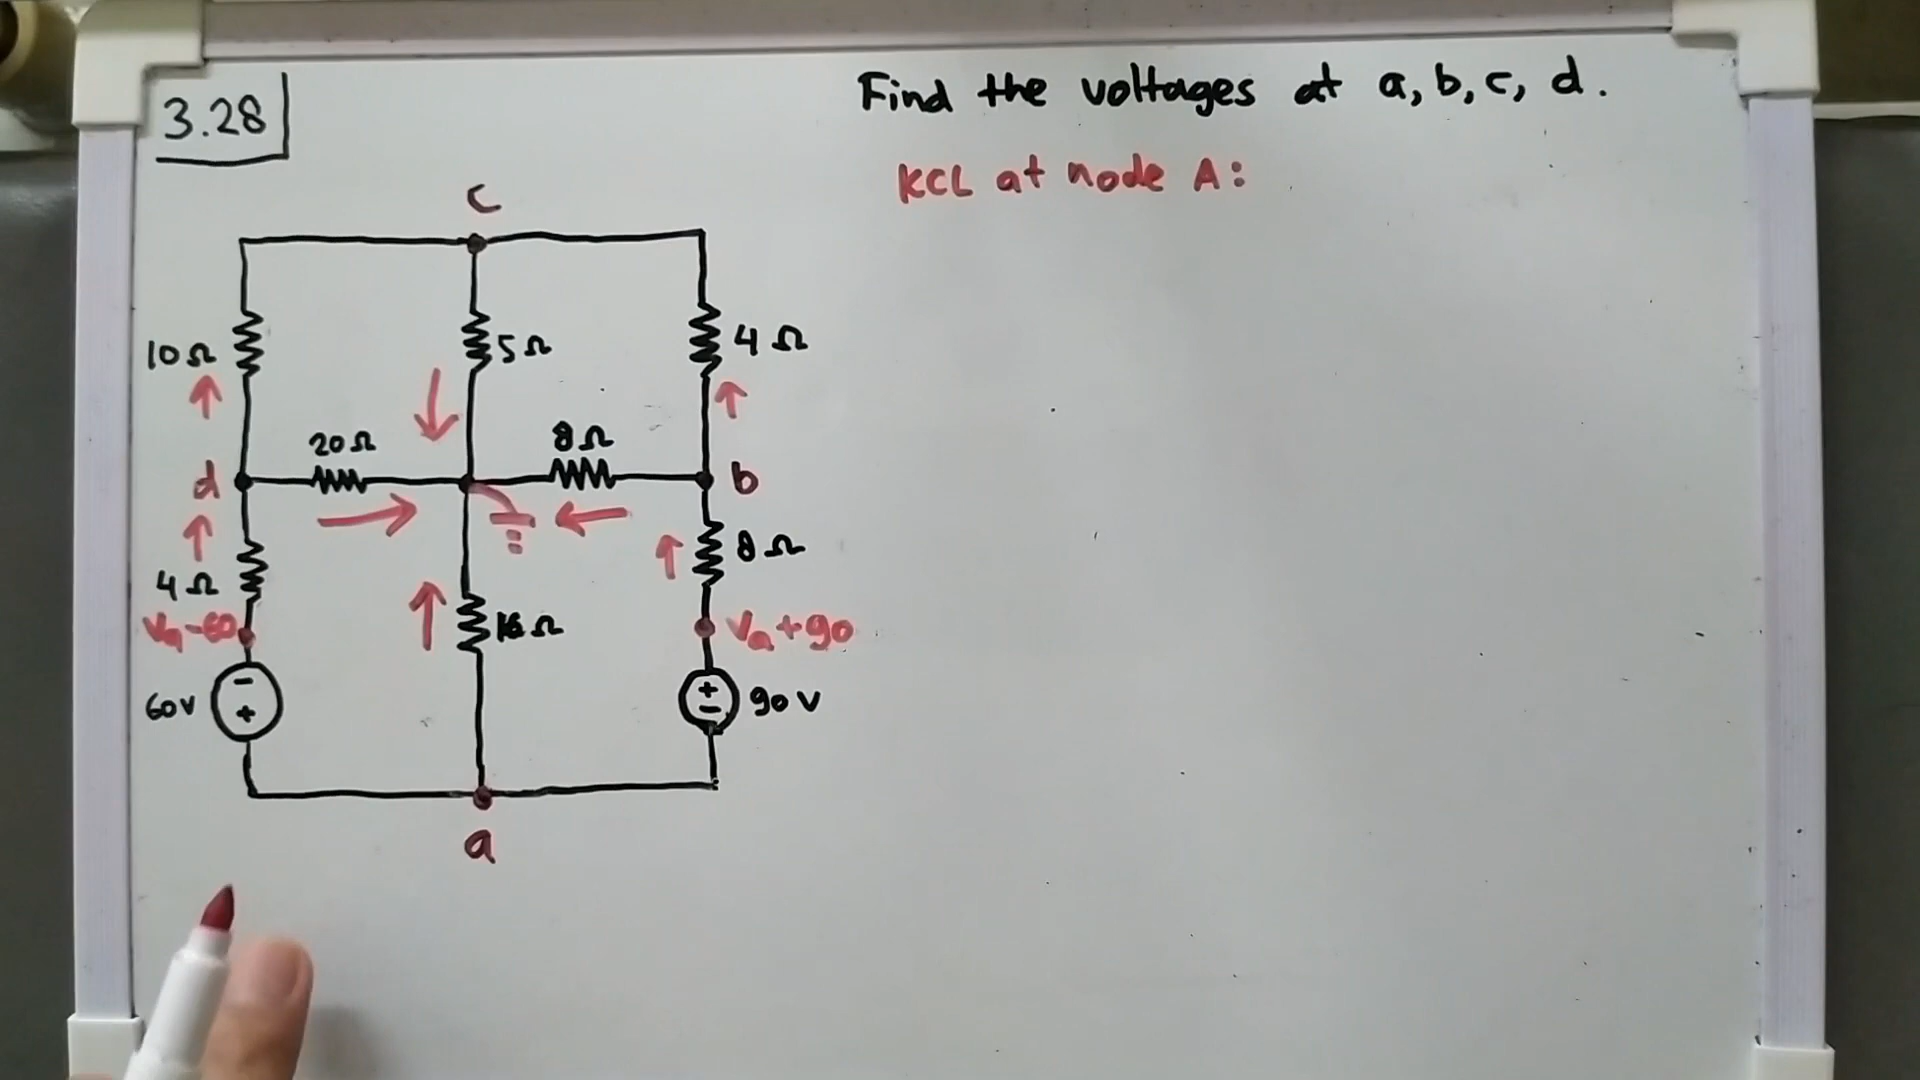 3.28
Find the voltages at a, b, c, d.
KCL at node A:
c
10Ω
5Ω
4Ω
20Ω
8Ω
d
b
4Ω
8Ω
Va-60
16Ω
Va+90
60V
-
+
+
-
90V
a